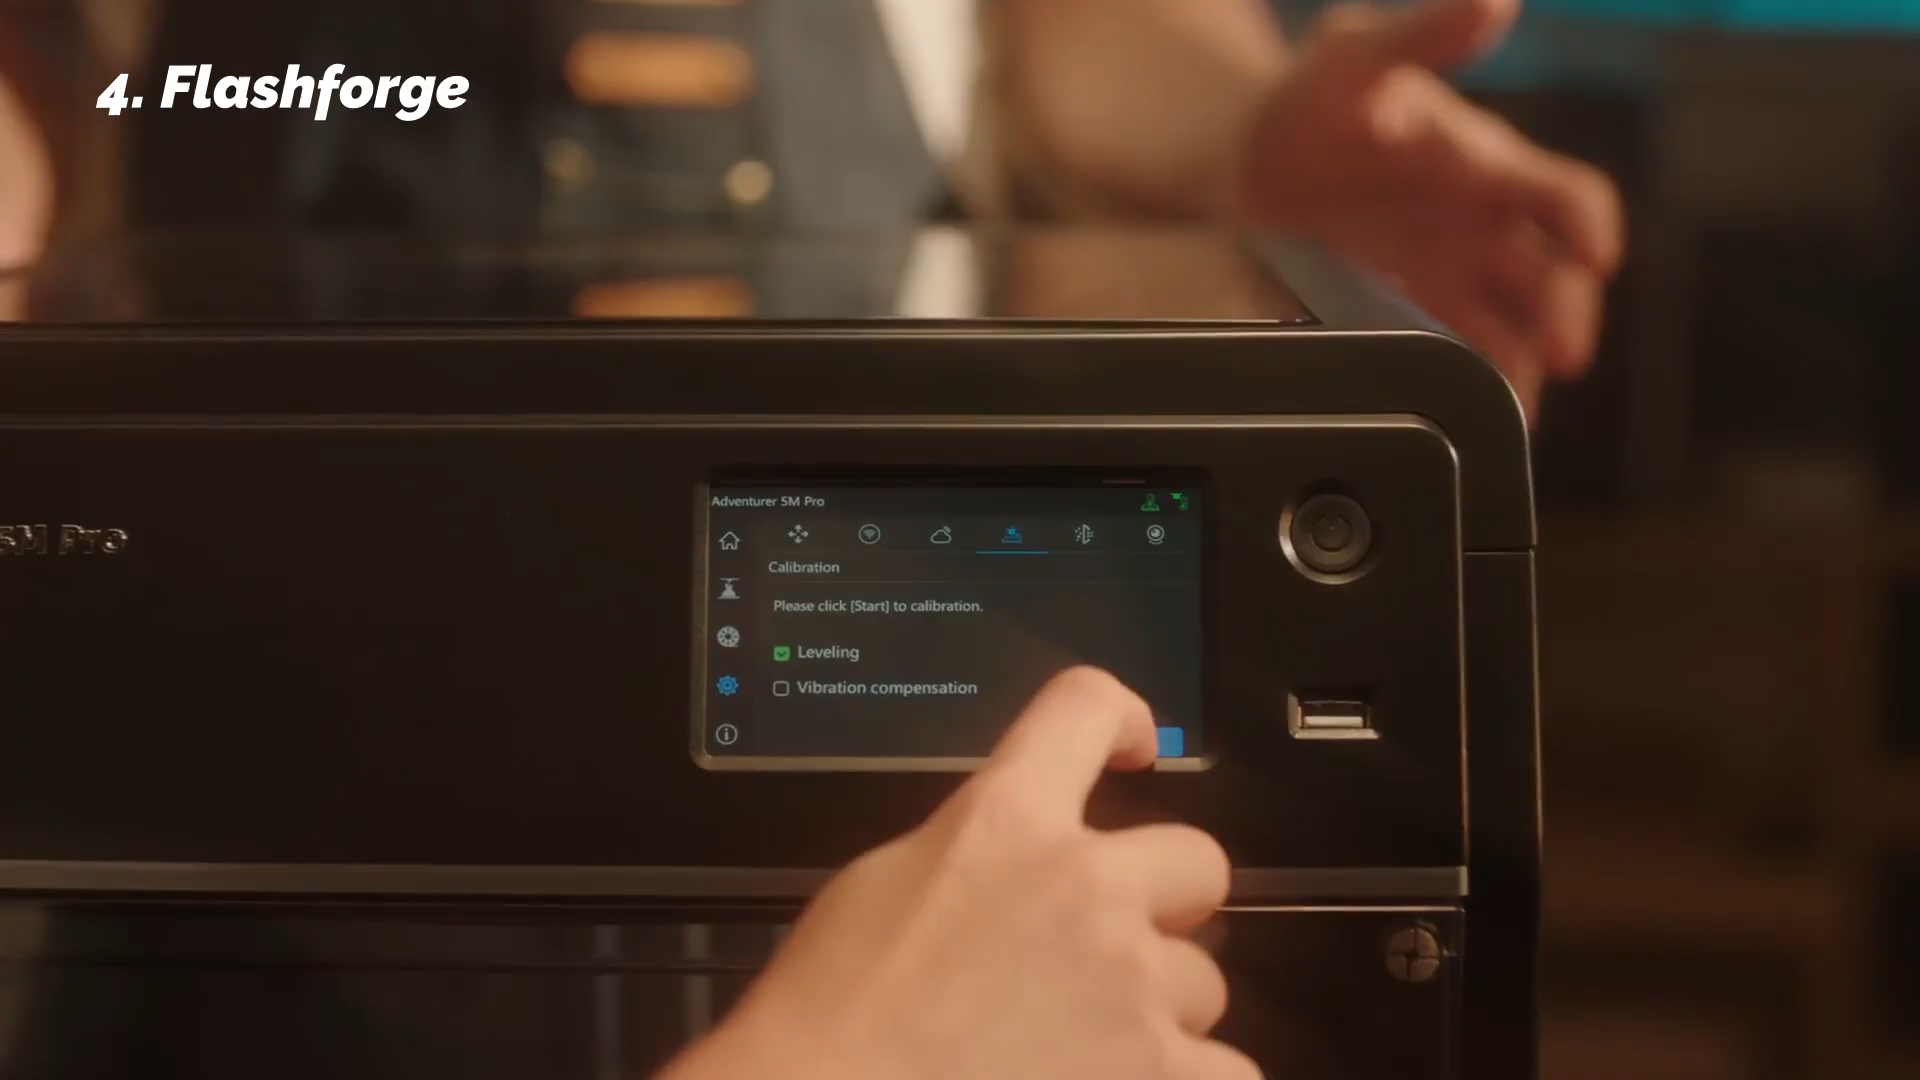 4. Flashforge
Adventurer 5M Pro
Calibration
Please click [Start] to calibration.
5M Pro
Leveling
Vibration compensation